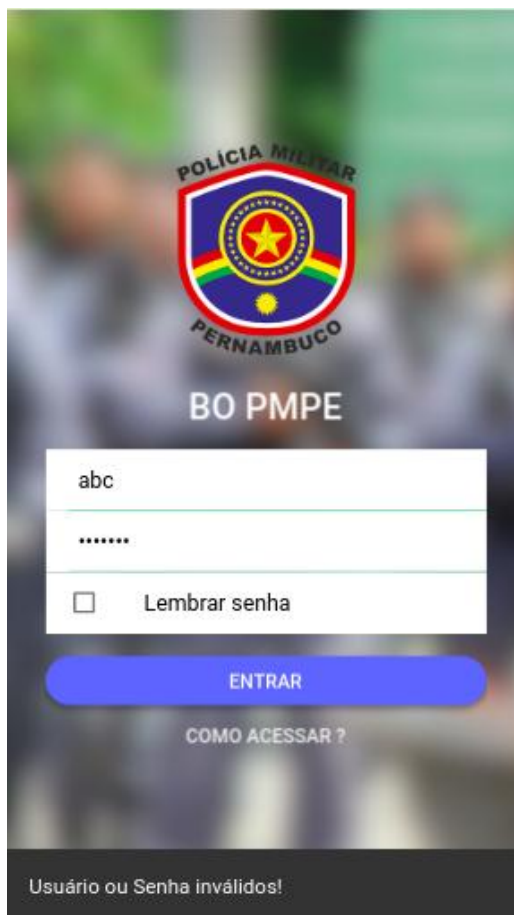 POLÍCIA MILITAR
PERNAMBUCO
BO PMPE
abc
•••••••
Lembrar senha
ENTRAR
COMO ACESSAR ?
Usuário ou Senha inválidos!